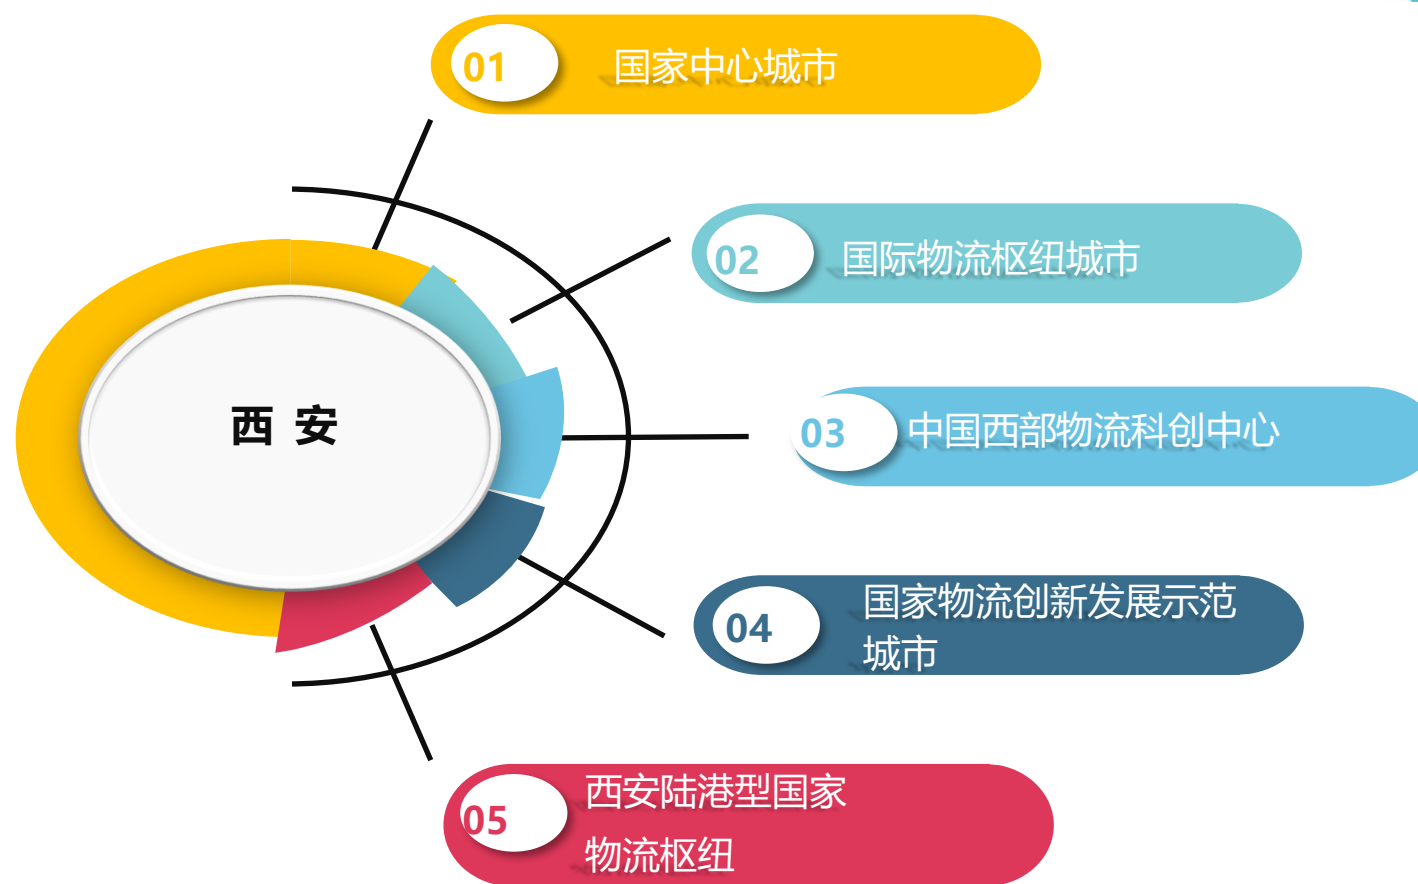 01 国家中心城市
02 国际物流枢纽城市
西 安
03 中国西部物流科创中心
04 国家物流创新发展示范
城市
05 西安陆港型国家
物流枢纽